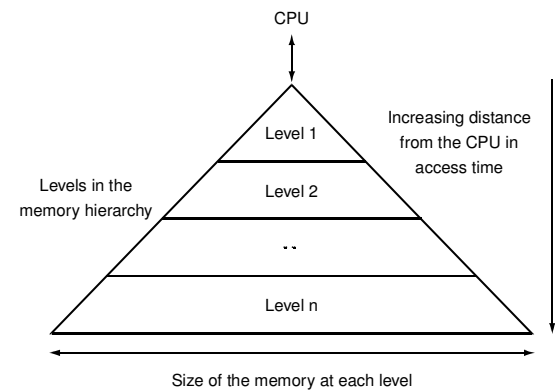 CPU
Level 1
Increasing distance
from the CPU in
access time
Levels in the
memory hierarchy
Level 2
. .
Level n
Size of the memory at each level